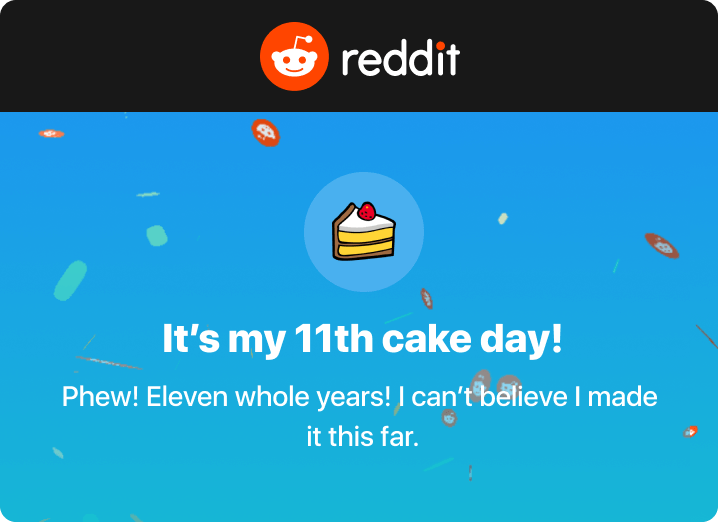 reddit
It’s my 11th cake day!
Phew! Eleven whole years! I can’t believe I made
it this far.